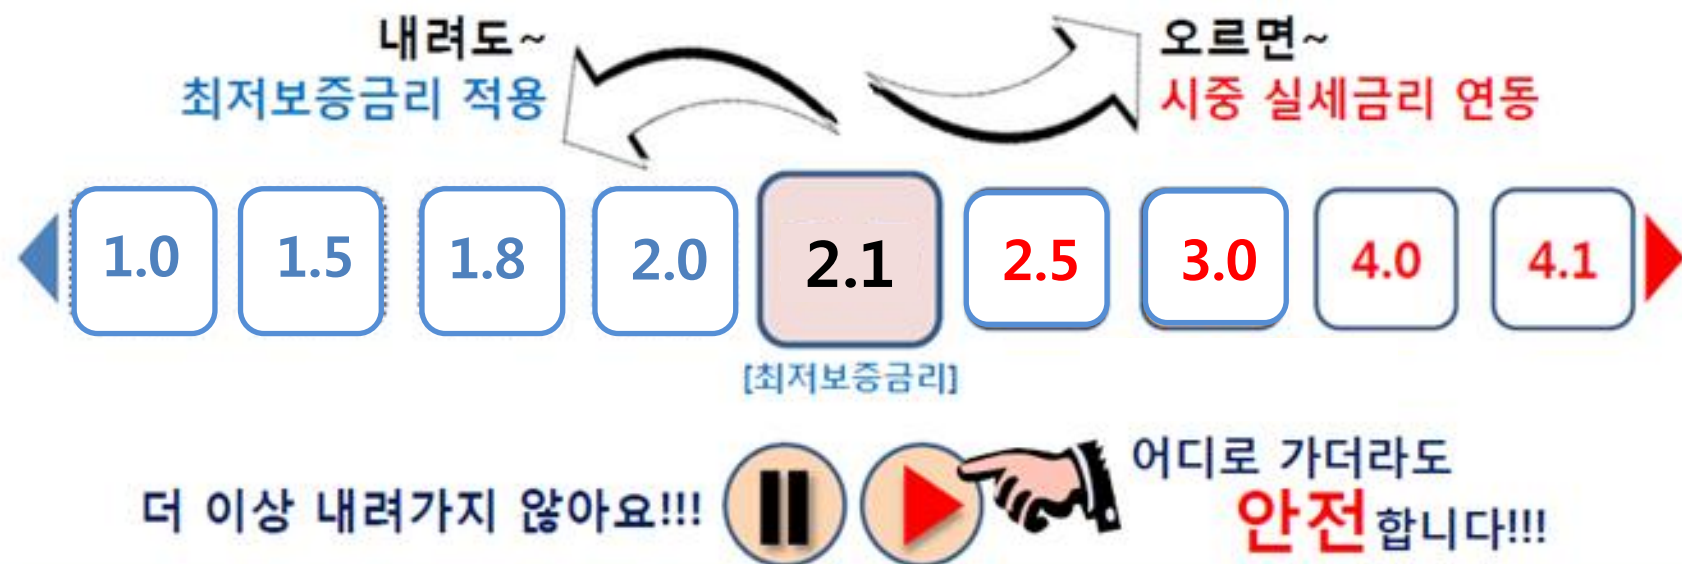 내려도~
최저보증금리 적용
오르면~
시중 실세금리 연동
1.0 1.5 1.8 2.0 2.1 2.5 3.0 4.0 4.1
[최저보증금리]
더 이상 내려가지 않아요!!!
어디로 가더라도
안전합니다!!!